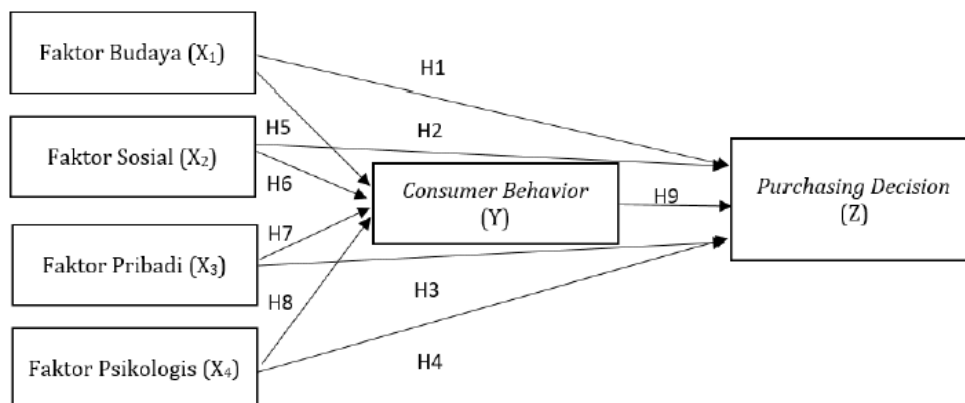 Faktor Budaya (X₁)
H1
H5
H2
Faktor Sosial (X₂)
H6
Consumer Behavior
(Y)
H9
Purchasing Decision
(Z)
H7
Faktor Pribadi (X₃)
H8
H3
Faktor Psikologis (X₄)
H4